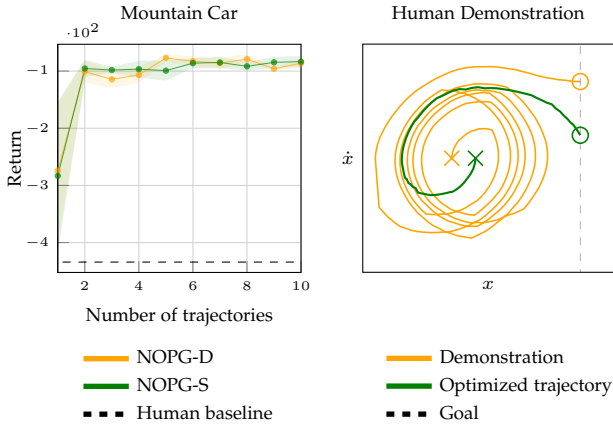 Mountain Car
·10²
−1
−2
−3
−4
Return
2 4 6 8 10
Number of trajectories
NOPG-D
NOPG-S
Human baseline
Human Demonstration
ẋ
x
Demonstration
Optimized trajectory
Goal